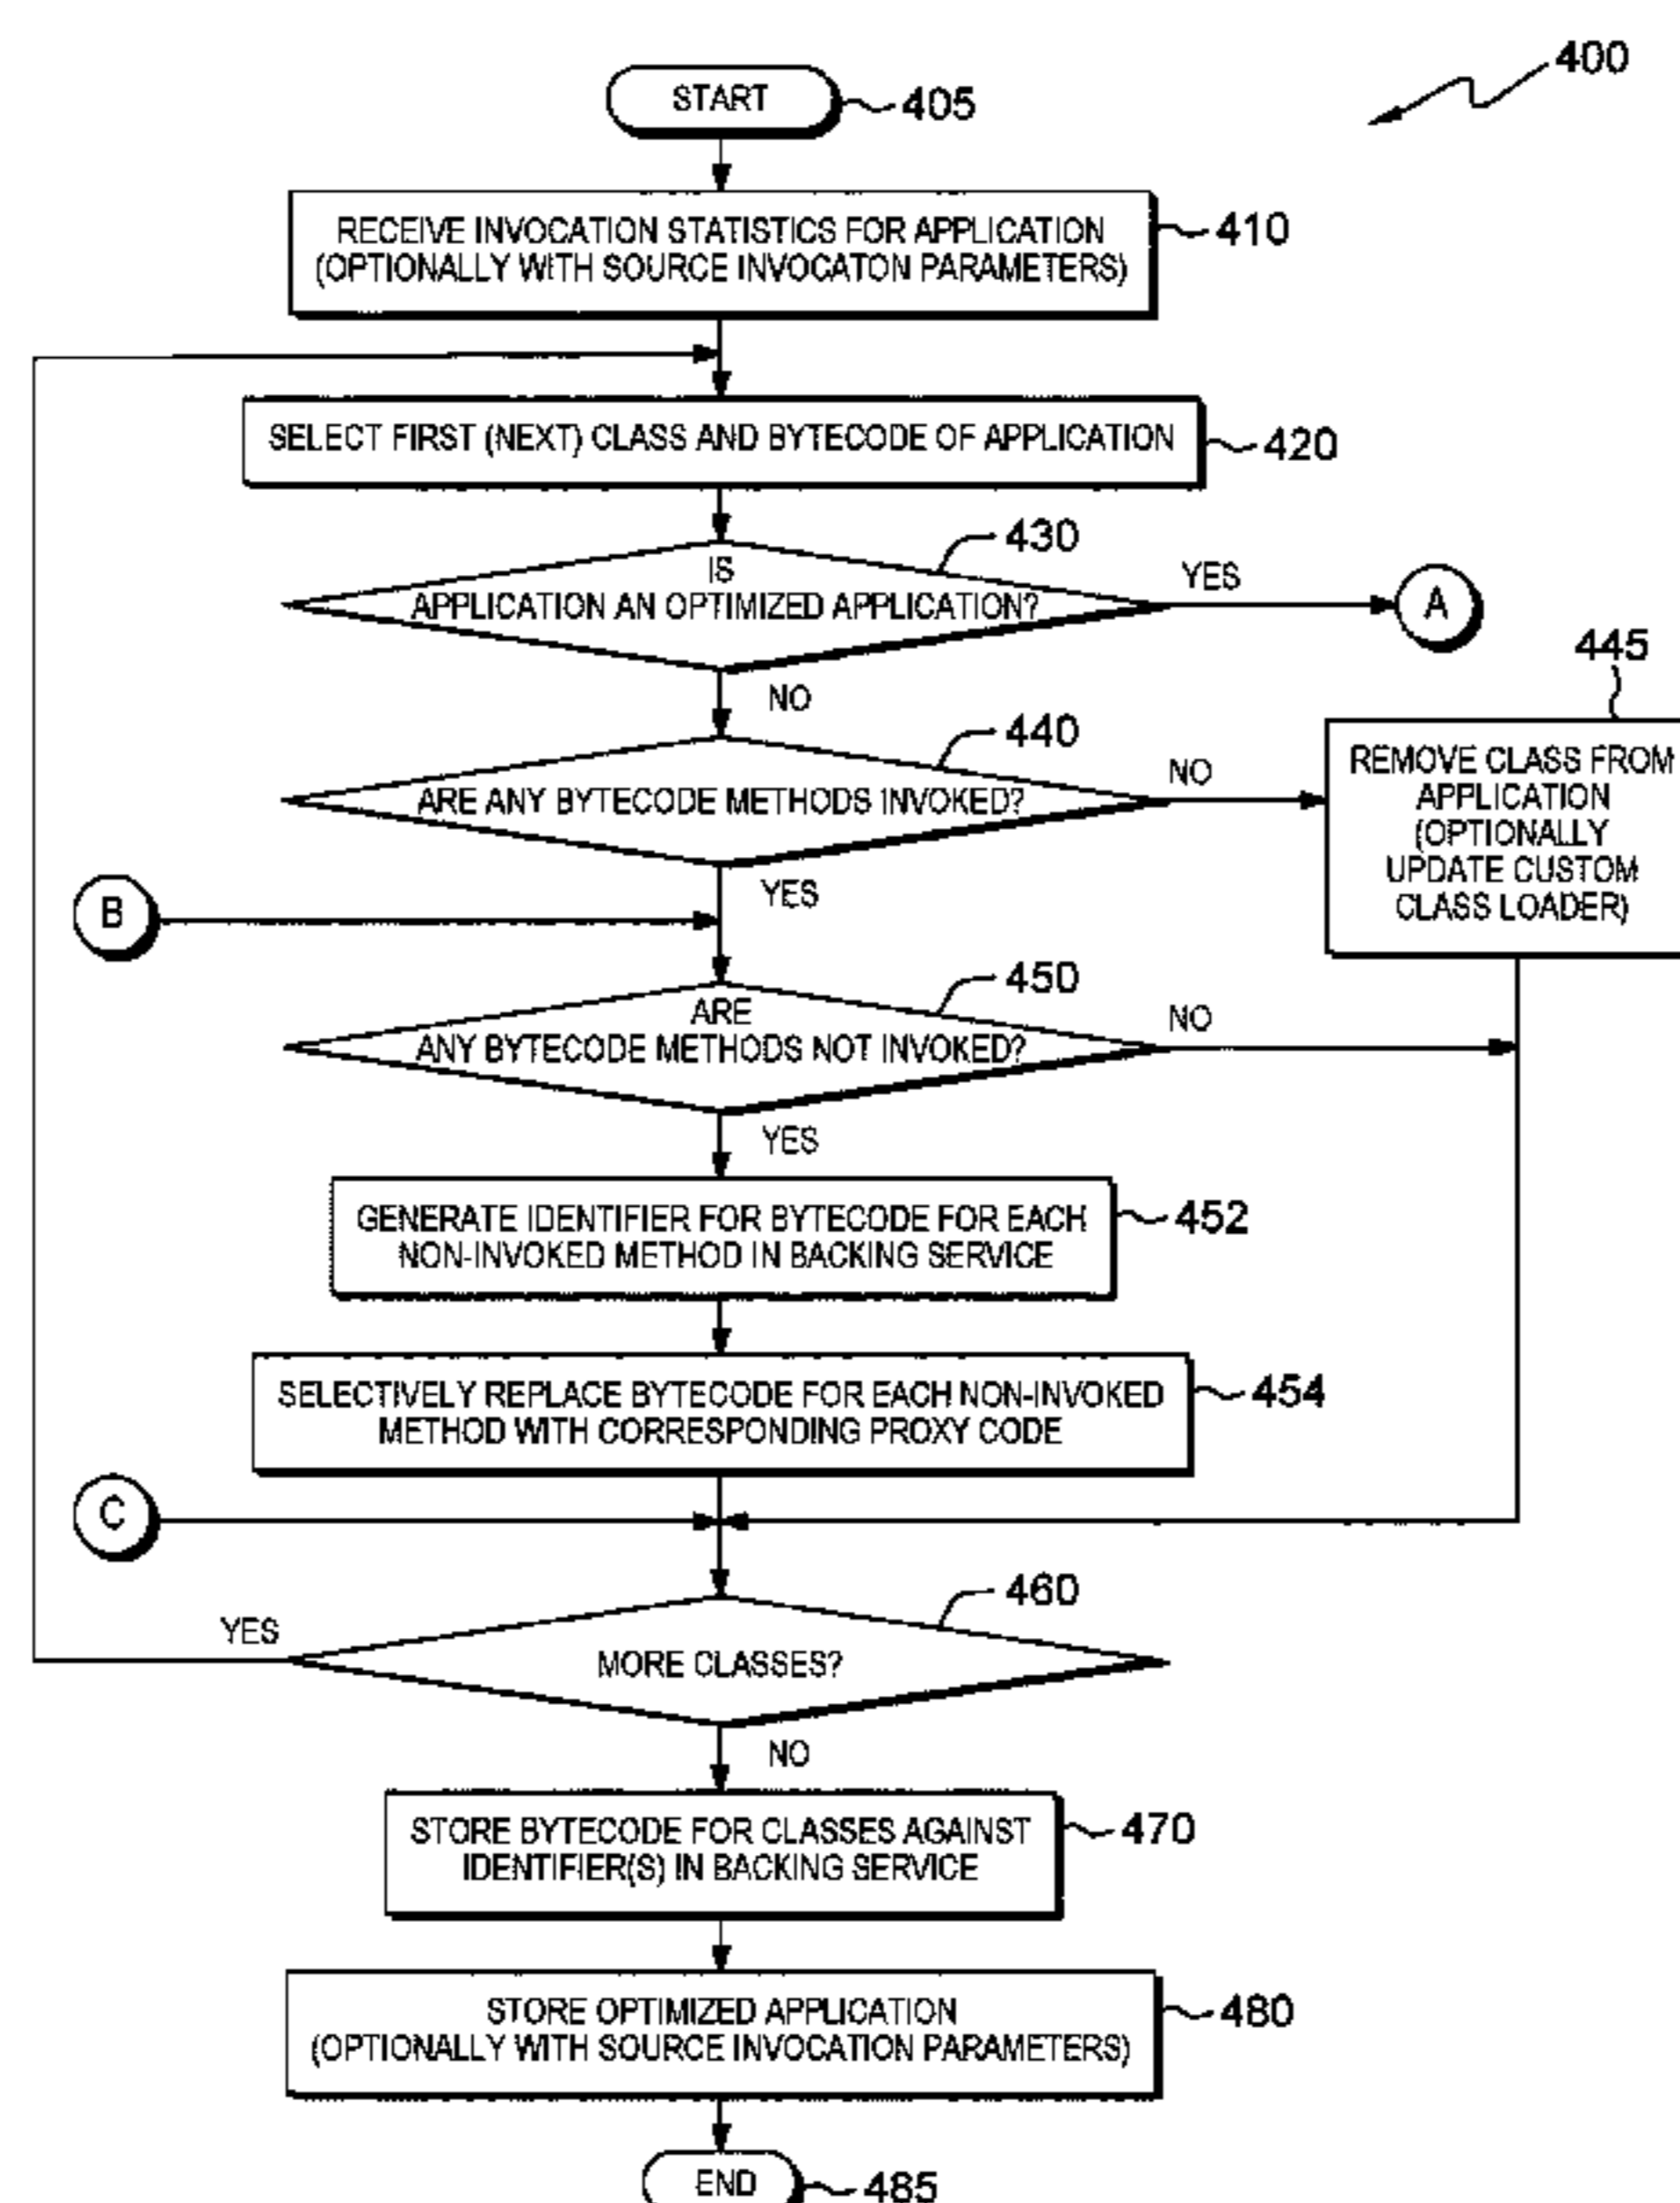 400
START
405
RECEIVE INVOCATION STATISTICS FOR APPLICATION
(OPTIONALLY WITH SOURCE INVOCATON PARAMETERS)
410
SELECT FIRST (NEXT) CLASS AND BYTECODE OF APPLICATION
420
430
IS
APPLICATION AN OPTIMIZED APPLICATION?
YES
A
NO
445
440
ARE ANY BYTECODE METHODS INVOKED?
NO
REMOVE CLASS FROM
APPLICATION
(OPTIONALLY
UPDATE CUSTOM
CLASS LOADER)
YES
B
450
ARE
ANY BYTECODE METHODS NOT INVOKED?
NO
YES
GENERATE IDENTIFIER FOR BYTECODE FOR EACH
NON-INVOKED METHOD IN BACKING SERVICE
452
SELECTIVELY REPLACE BYTECODE FOR EACH NON-INVOKED
METHOD WITH CORRESPONDING PROXY CODE
454
C
460
YES
MORE CLASSES?
NO
STORE BYTECODE FOR CLASSES AGAINST
IDENTIFIER(S) IN BACKING SERVICE
470
STORE OPTIMIZED APPLICATION
(OPTIONALLY WITH SOURCE INVOCATION PARAMETERS)
480
END
485